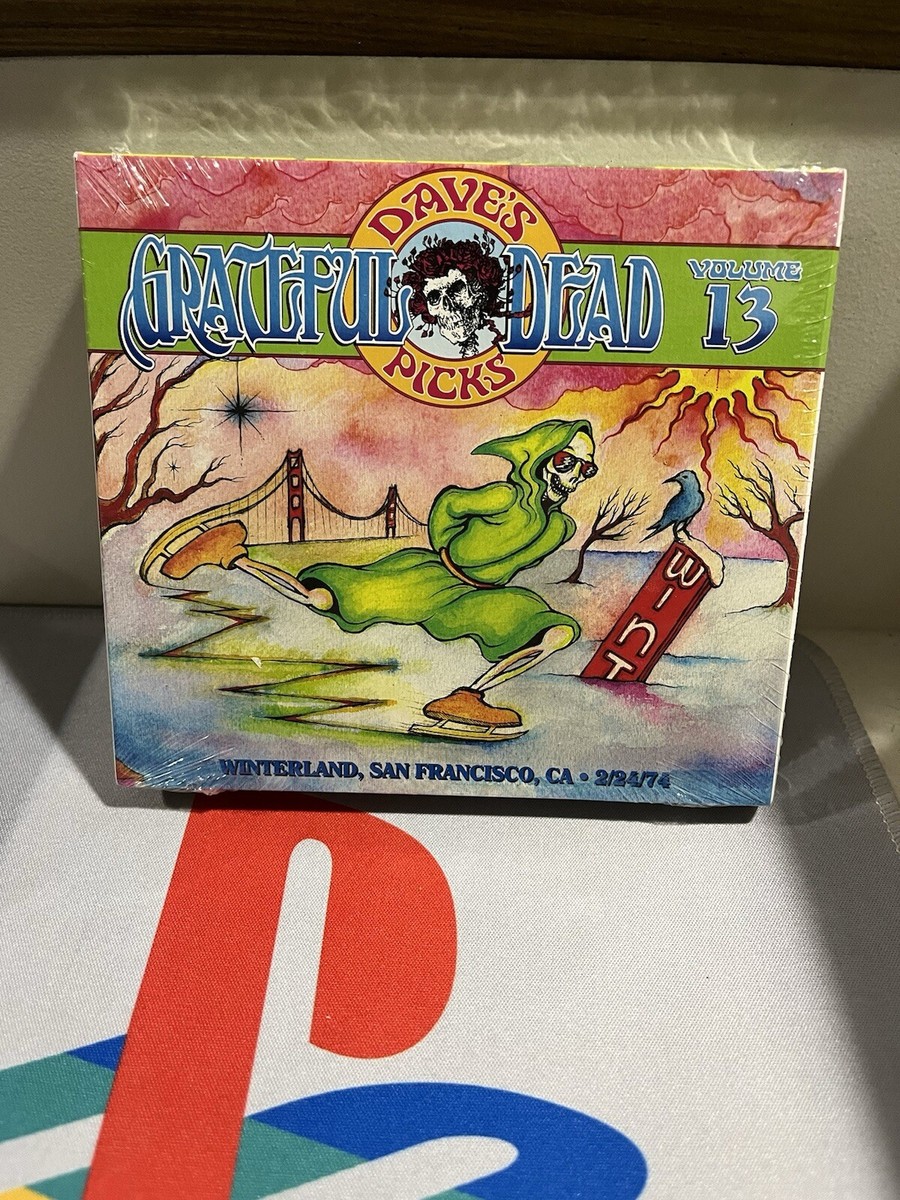 DAVE'S
GRATEFUL DEAD
VOLUME
13
PICKS
WINT
WINTERLAND, SAN FRANCISCO, CA • 2/24/74